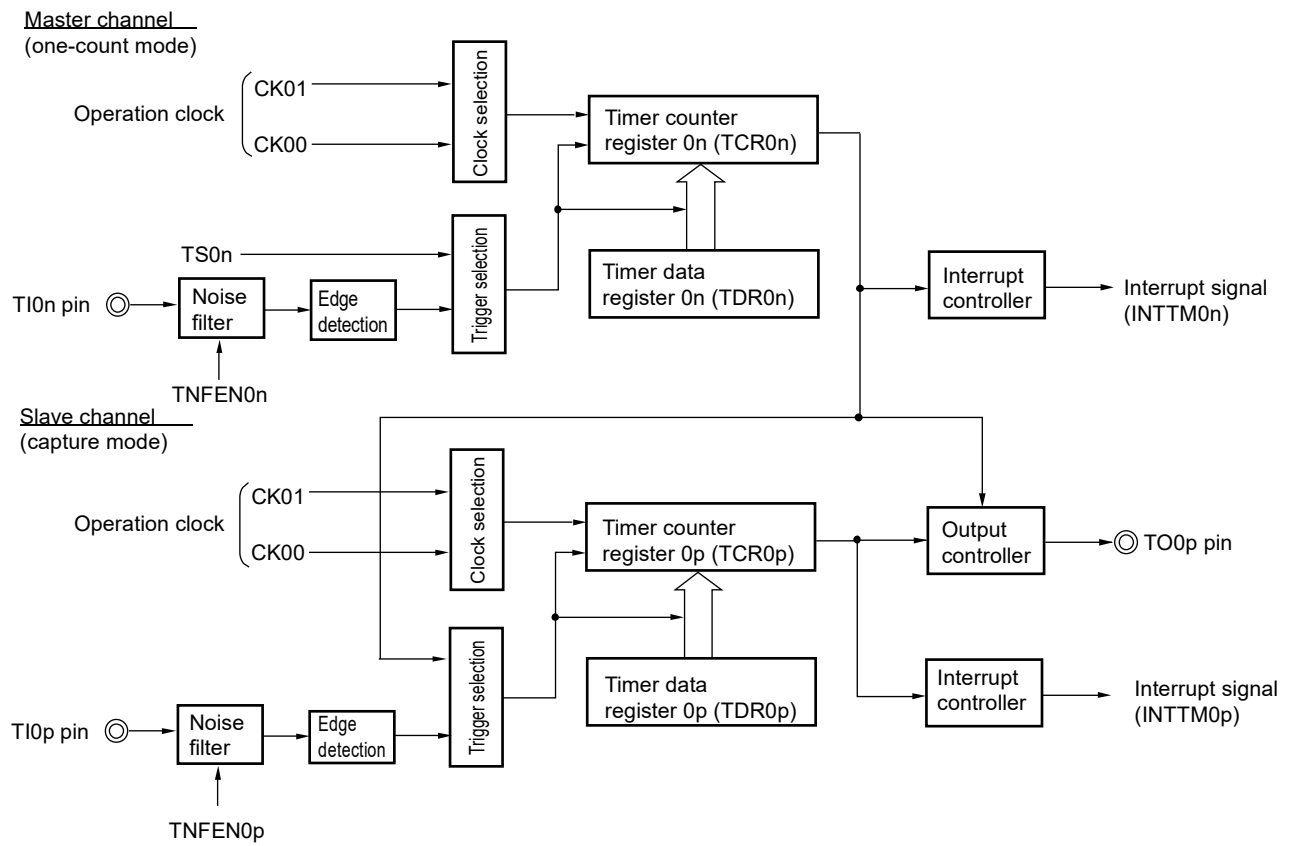 Master channel
(one-count mode)
Operation clock
CK01
CK00
Clock selection
Timer counter
register 0n (TCR0n)
TS0n
TI0n pin
Noise
filter
Edge
detection
Trigger selection
Timer data
register 0n (TDR0n)
Interrupt
controller
Interrupt signal
(INTTM0n)
TNFEN0n
Slave channel
(capture mode)
Operation clock
CK01
CK00
Clock selection
Timer counter
register 0p (TCR0p)
Output
controller
TO0p pin
TI0p pin
Noise
filter
Edge
detection
Trigger selection
Timer data
register 0p (TDR0p)
Interrupt
controller
Interrupt signal
(INTTM0p)
TNFEN0p